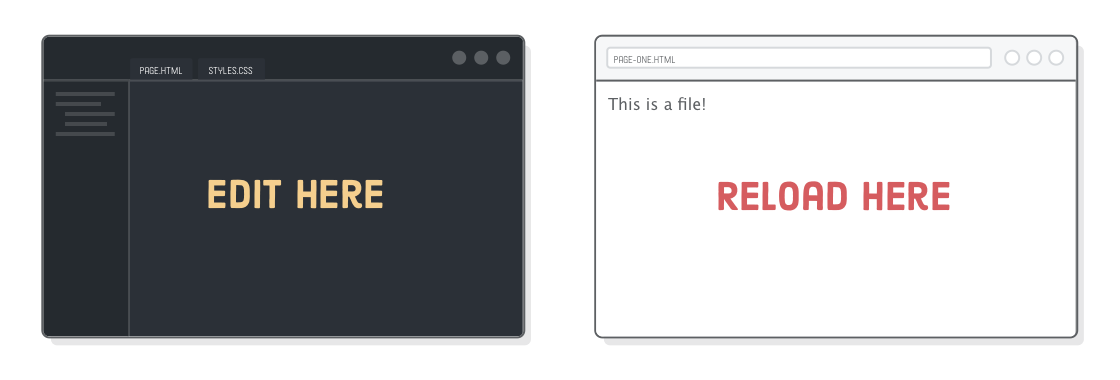 PAGE.HTML STYLES.CSS
EDIT HERE
PAGE-ONE.HTML
This is a file!
RELOAD HERE